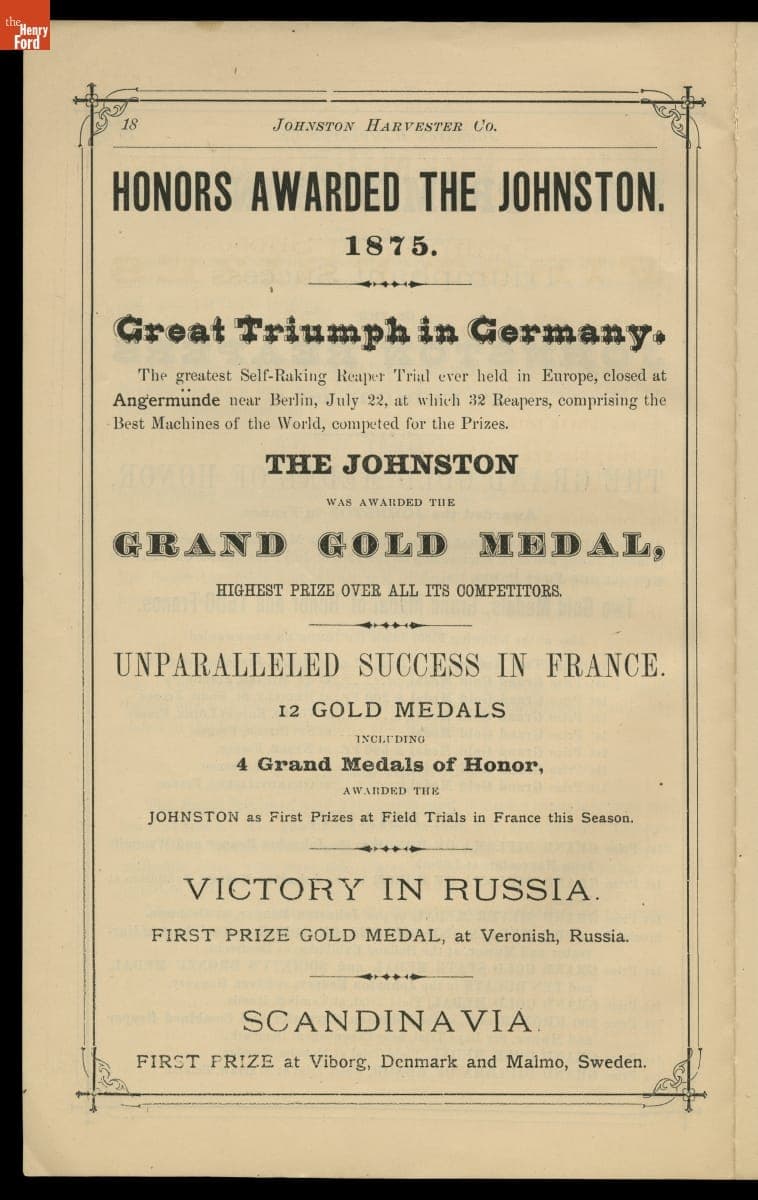 the
Henry
Ford
18 JOHNSTON HARVESTER CO.
HONORS AWARDED THE JOHNSTON.
1875.
Great Triumph in Germany.
The greatest Self-Raking Reaper Trial ever held in Europe, closed at
Angermünde near Berlin, July 22, at which 32 Reapers, comprising the
Best Machines of the World, competed for the Prizes.
THE JOHNSTON
WAS AWARDED THE
GRAND GOLD MEDAL,
HIGHEST PRIZE OVER ALL ITS COMPETITORS.
UNPARALLELED SUCCESS IN FRANCE.
12 GOLD MEDALS
INCLUDING
4 Grand Medals of Honor,
AWARDED THE
JOHNSTON as First Prizes at Field Trials in France this Season.
VICTORY IN RUSSIA.
FIRST PRIZE GOLD MEDAL, at Veronish, Russia.
SCANDINAVIA.
FIRST PRIZE at Viborg, Denmark and Malmo, Sweden.